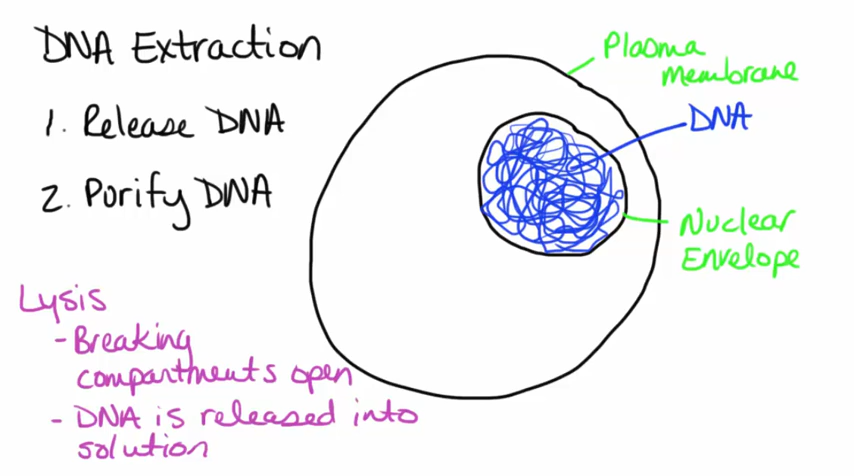 DNA Extraction
1. Release DNA
2. Purify DNA
Lysis
- Breaking
compartments open
- DNA is released into
solution
Plasma
membrane
DNA
Nuclear
Envelope